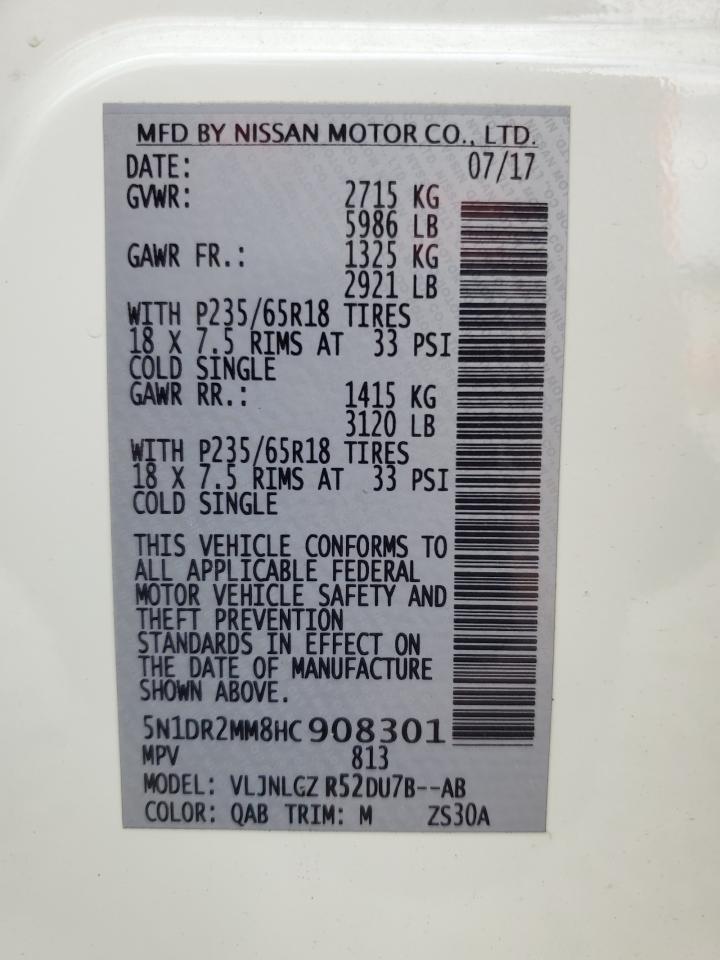 MFD BY NISSAN MOTOR CO., LTD.
DATE: 07/17
GVWR: 2715 KG
5986 LB
GAWR FR.: 1325 KG
2921 LB
WITH P235/65R18 TIRES
18 X 7.5 RIMS AT 33 PSI
COLD SINGLE
GAWR RR.: 1415 KG
3120 LB
WITH P235/65R18 TIRES
18 X 7.5 RIMS AT 33 PSI
COLD SINGLE
THIS VEHICLE CONFORMS TO
ALL APPLICABLE FEDERAL
MOTOR VEHICLE SAFETY AND
THEFT PREVENTION
STANDARDS IN EFFECT ON
THE DATE OF MANUFACTURE
SHOWN ABOVE.
5N1DR2MM8HC908301
MPV 813
MODEL: VLJNLGZ R52DU7B--AB
COLOR: QAB TRIM: M ZS30A